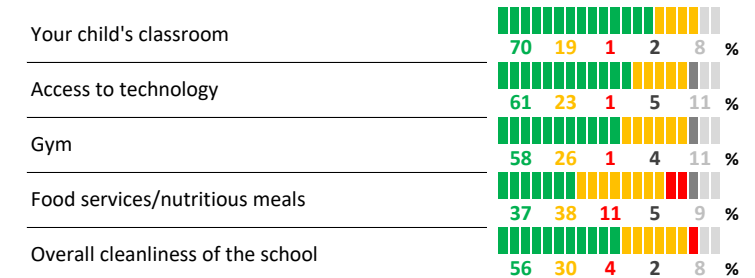 Your child's classroom
70 19 1 2 8 %
Access to technology
61 23 1 5 11 %
Gym
58 26 1 4 11 %
Food services/nutritious meals
37 38 11 5 9 %
Overall cleanliness of the school
56 30 4 2 8 %